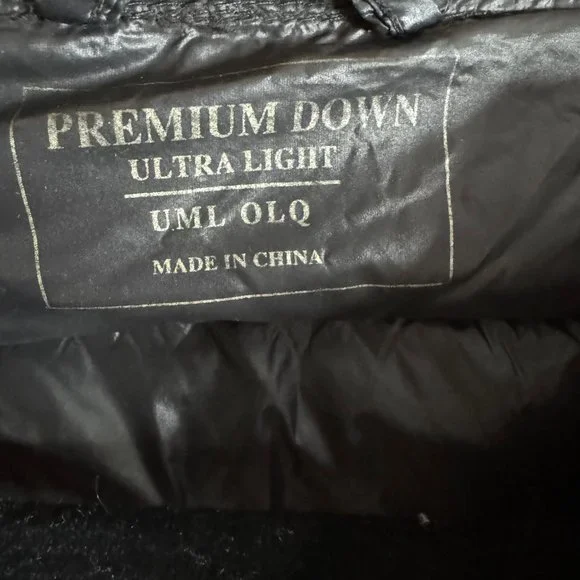 PREMIUM DOWN
ULTRA LIGHT
UML OLQ
MADE IN CHINA